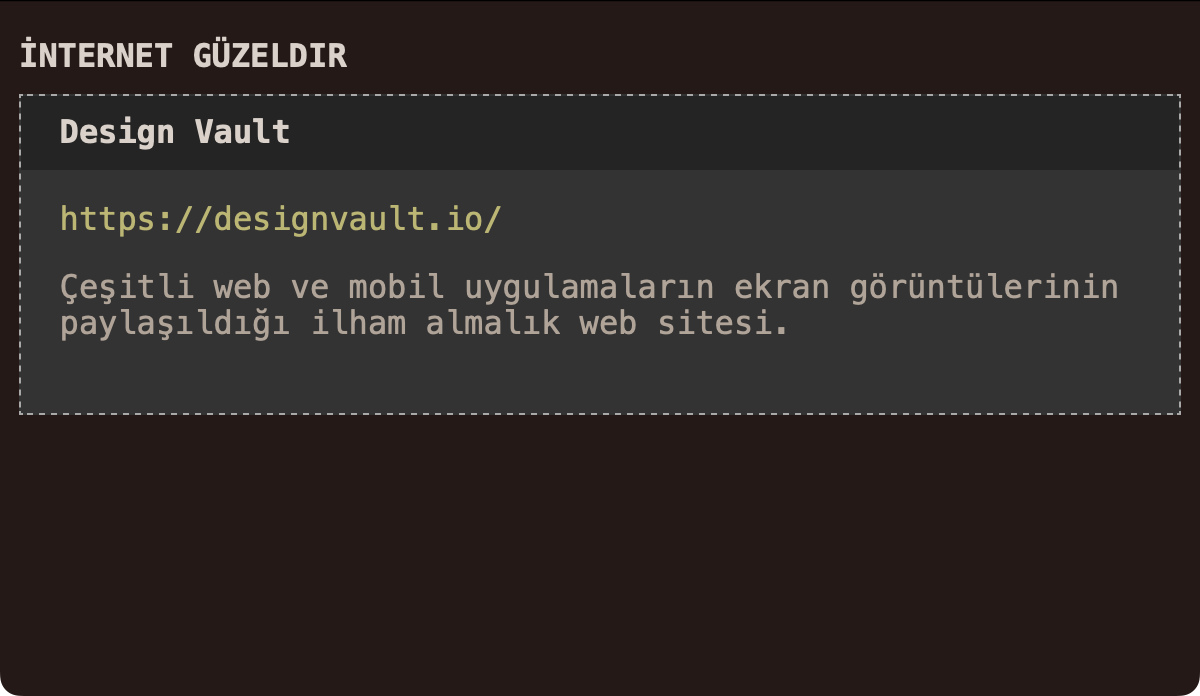 İNTERNET GÜZELDIR
Design Vault
https://designvault.io/
Çeşitli web ve mobil uygulamaların ekran görüntülerinin
paylaşıldığı ilham almalık web sitesi.